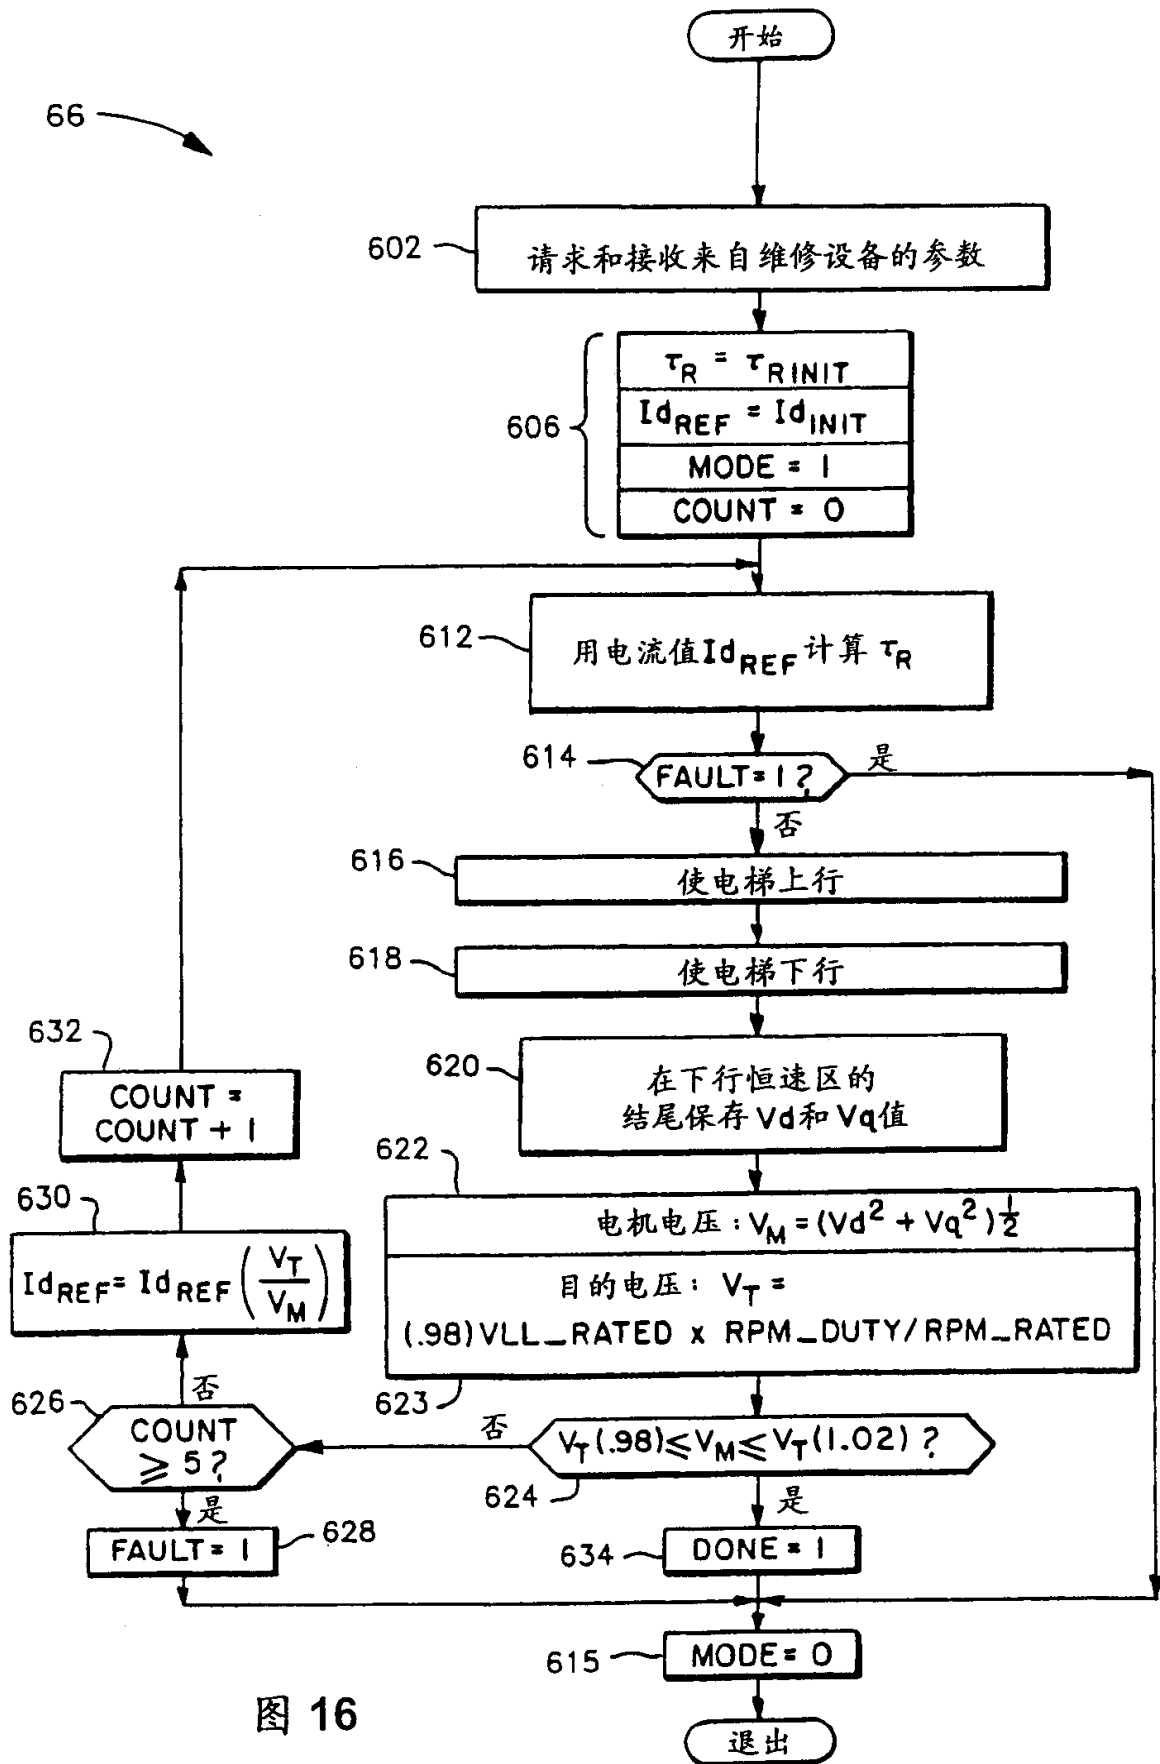 开始
66
602
请求和接收来自维修设备的参数
606
τR = τRINIT
IdREF = IdINIT
MODE = 1
COUNT = 0
612
用电流值IdREF计算 τR
614
FAULT=1?
是
否
616
使电梯上行
618
使电梯下行
620
在下行恒速区的
结尾保存Vd和Vq值
622
电机电压:VM=(Vd²+Vq²)½
目的电压: VT =
(.98)VLL_RATED x RPM_DUTY/RPM_RATED
623
VT(.98)≤VM≤VT(1.02)?
624
否
是
626
COUNT
≥5?
否
是
630
IdREF= IdREF(VT/VM)
632
COUNT =
COUNT + 1
FAULT=1
628
634
DONE = 1
615
MODE= 0
退出
图 16